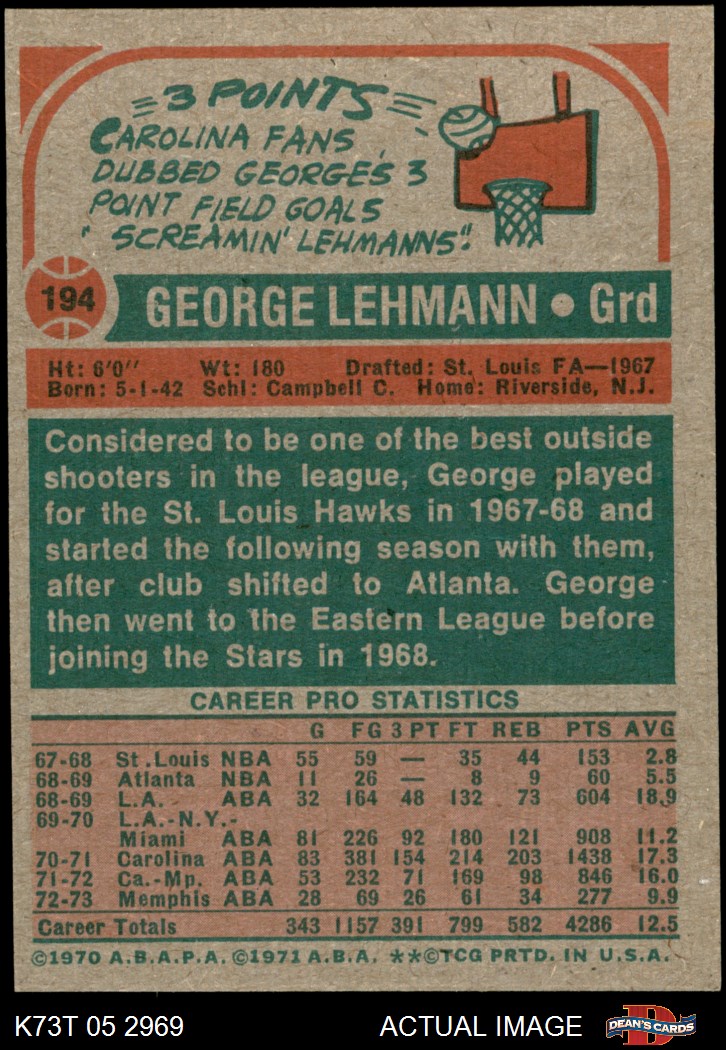 3 POINTS
CAROLINA FANS
DUBBED GEORGES 3
POINT FIELD GOALS
"SCREAMIN' LEHMANNS".
194
GEORGE LEHMANN • Grd
Ht: 6'0" Wt: 180 Drafted: St. Louis FA—1967
Born: 5-1-42 Schl: Campbell C. Home: Riverside, N.J.
Considered to be one of the best outside
shooters in the league, George played
for the St. Louis Hawks in 1967-68 and
started the following season with them,
after club shifted to Atlanta. George
then went to the Eastern League before
joining the Stars in 1968.
CAREER PRO STATISTICS
G FG 3 PT FT REB PTS AVG
67-68 St. Louis NBA 55 59 — 35 44 153 2.8
68-69 Atlanta NBA 11 26 — 8 9 60 5.5
68-69 L.A. ABA 32 164 48 132 73 604 18.9
69-70 L.A.-N.Y.-
Miami ABA 81 226 92 180 121 908 11.2
70-71 Carolina ABA 83 381 154 214 203 1438 17.3
71-72 Ca.-Mp. ABA 53 232 71 169 98 846 16.0
72-73 Memphis ABA 28 69 26 61 34 277 9.9
Career Totals 343 1157 391 799 582 4286 12.5
©1970 A.B.A.P.A. ©1971 A.B.A. **©TCG PRTD. IN U.S.A.
K73T 05 2969 ACTUAL IMAGE
D
DEAN'S CARDS